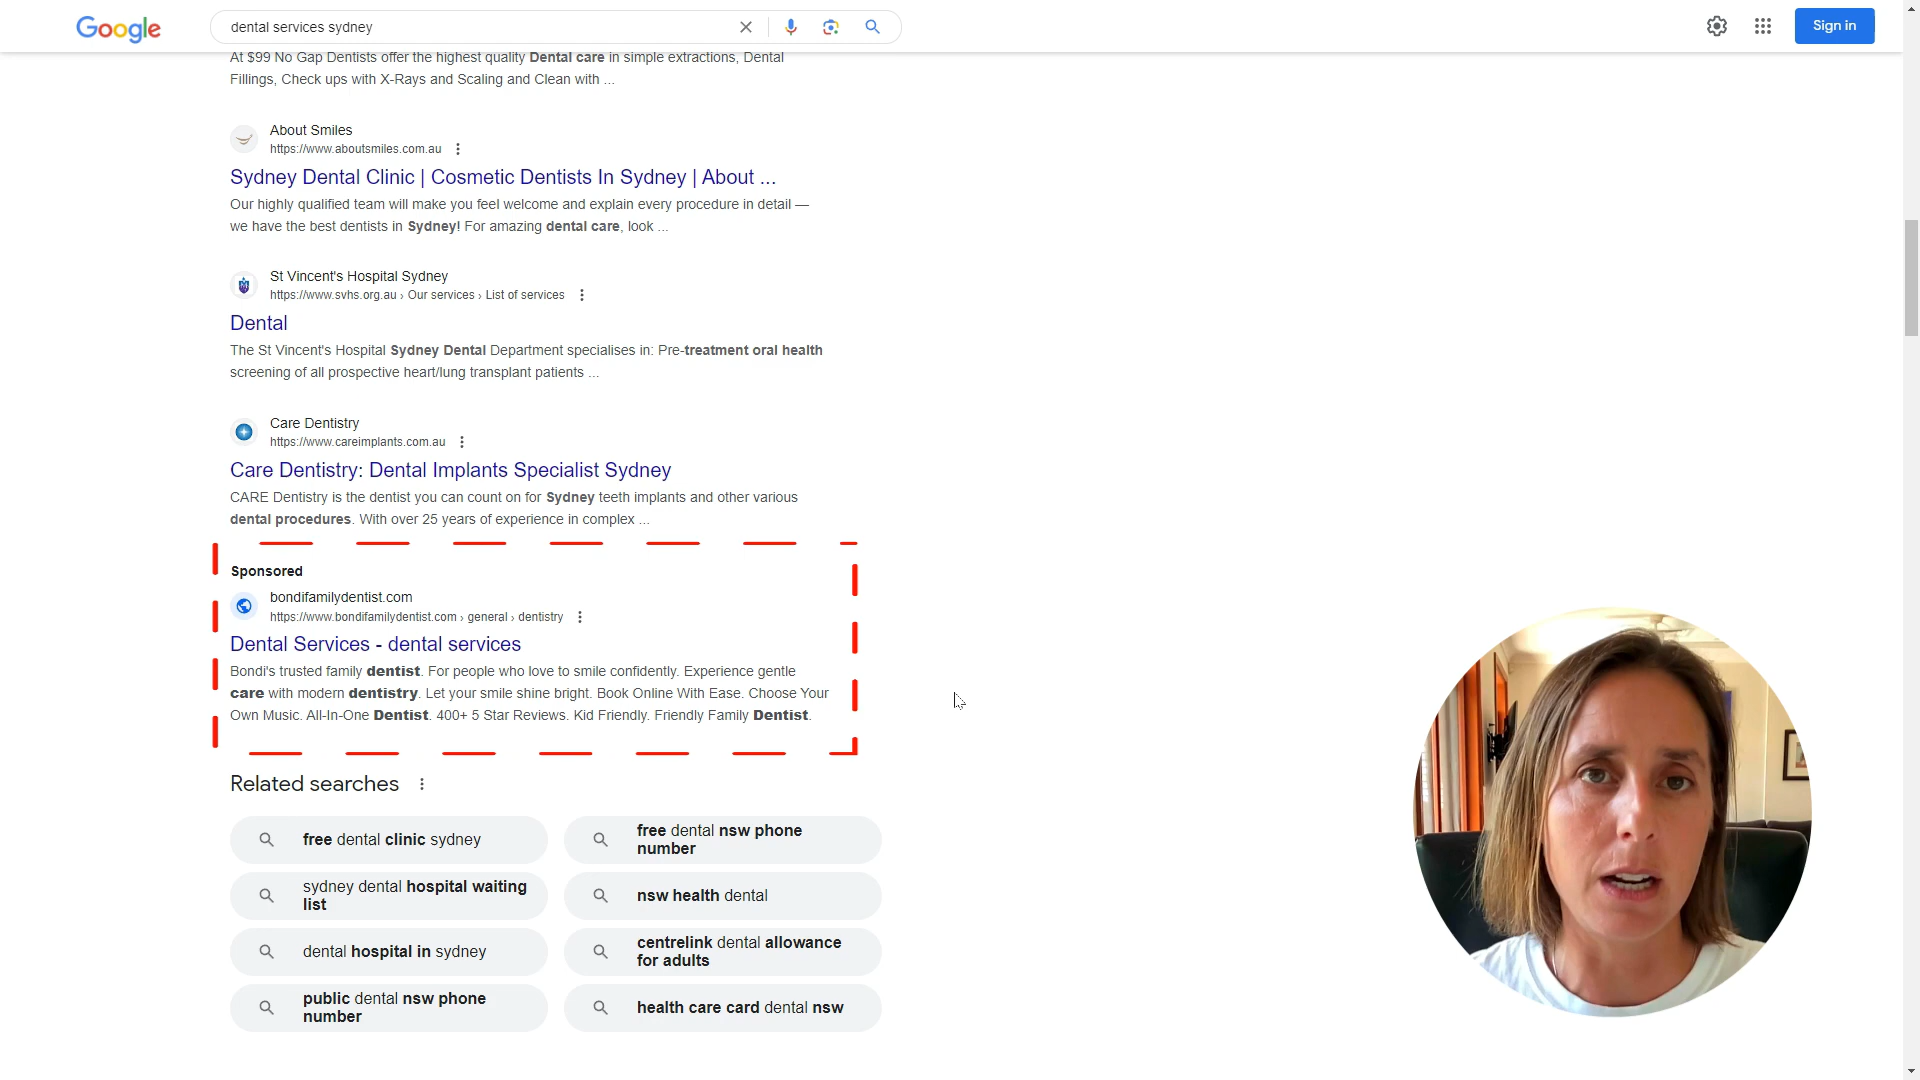 Google
dental services sydney
Sign in
At $99 No Gap Dentists offer the highest quality Dental care in simple extractions, Dental
Fillings, Check ups with X-Rays and Scaling and Clean with ...
About Smiles
https://www.aboutsmiles.com.au
Sydney Dental Clinic | Cosmetic Dentists In Sydney | About ...
Our highly qualified team will make you feel welcome and explain every procedure in detail —
we have the best dentists in Sydney! For amazing dental care, look ...
St Vincent's Hospital Sydney
https://www.svhs.org.au › Our services › List of services
Dental
The St Vincent's Hospital Sydney Dental Department specialises in: Pre-treatment oral health
screening of all prospective heart/lung transplant patients ...
Care Dentistry
https://www.careimplants.com.au
Care Dentistry: Dental Implants Specialist Sydney
CARE Dentistry is the dentist you can count on for Sydney teeth implants and other various
dental procedures. With over 25 years of experience in complex ...
Sponsored
bondifamilydentist.com
https://www.bondifamilydentist.com › general › dentistry
Dental Services - dental services
Bondi's trusted family dentist. For people who love to smile confidently. Experience gentle
care with modern dentistry. Let your smile shine bright. Book Online With Ease. Choose Your
Own Music. All-In-One Dentist. 400+ 5 Star Reviews. Kid Friendly. Friendly Family Dentist.
Related searches
free dental clinic sydney
free dental nsw phone
number
sydney dental hospital waiting
list
nsw health dental
dental hospital in sydney
centrelink dental allowance
for adults
public dental nsw phone
number
health care card dental nsw